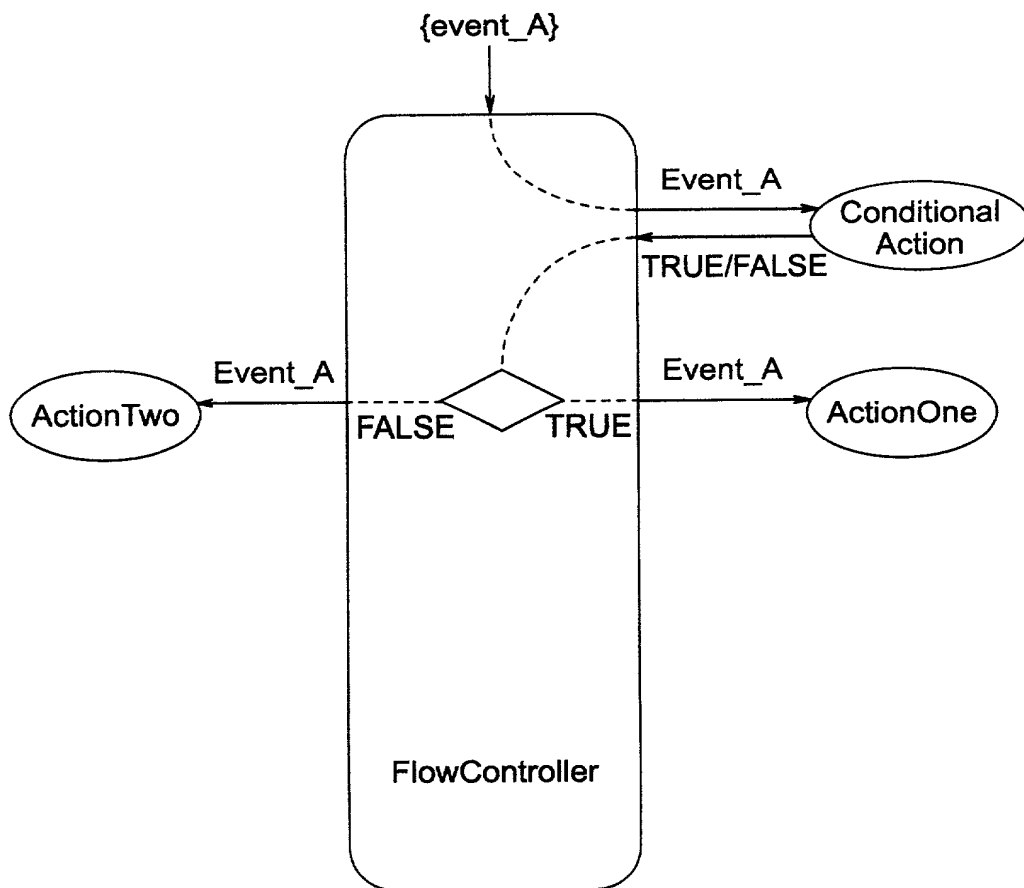 {event_A}
Event_A
Conditional
Action
TRUE/FALSE
Event_A
Event_A
ActionTwo
FALSE
TRUE
ActionOne
FlowController